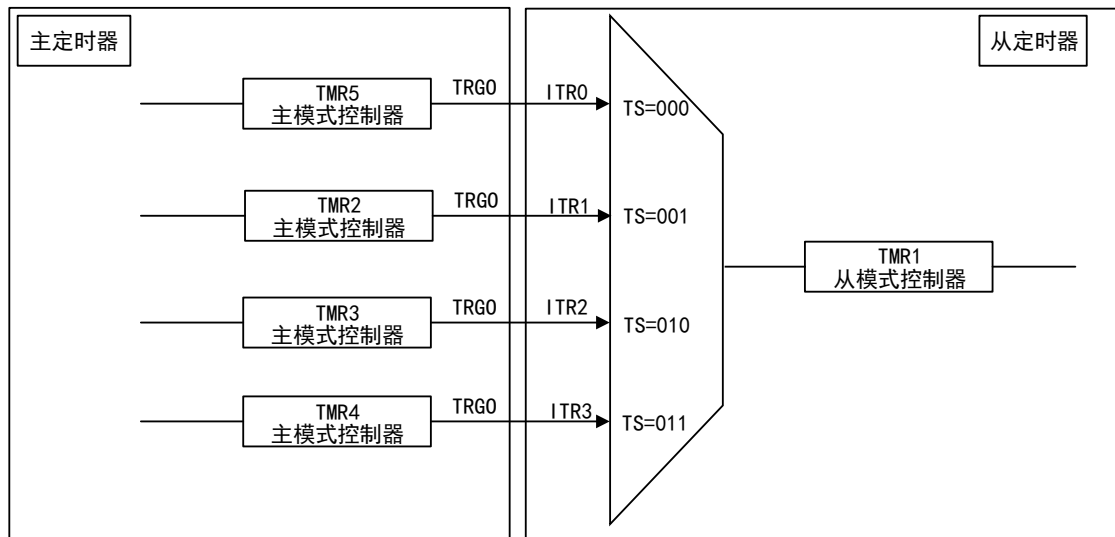 主定时器
从定时器
TMR5
主模式控制器
TRGO
ITR0
TS=000
TMR2
主模式控制器
TRGO
ITR1
TS=001
TMR1
从模式控制器
TMR3
主模式控制器
TRGO
ITR2
TS=010
TMR4
主模式控制器
TRGO
ITR3
TS=011